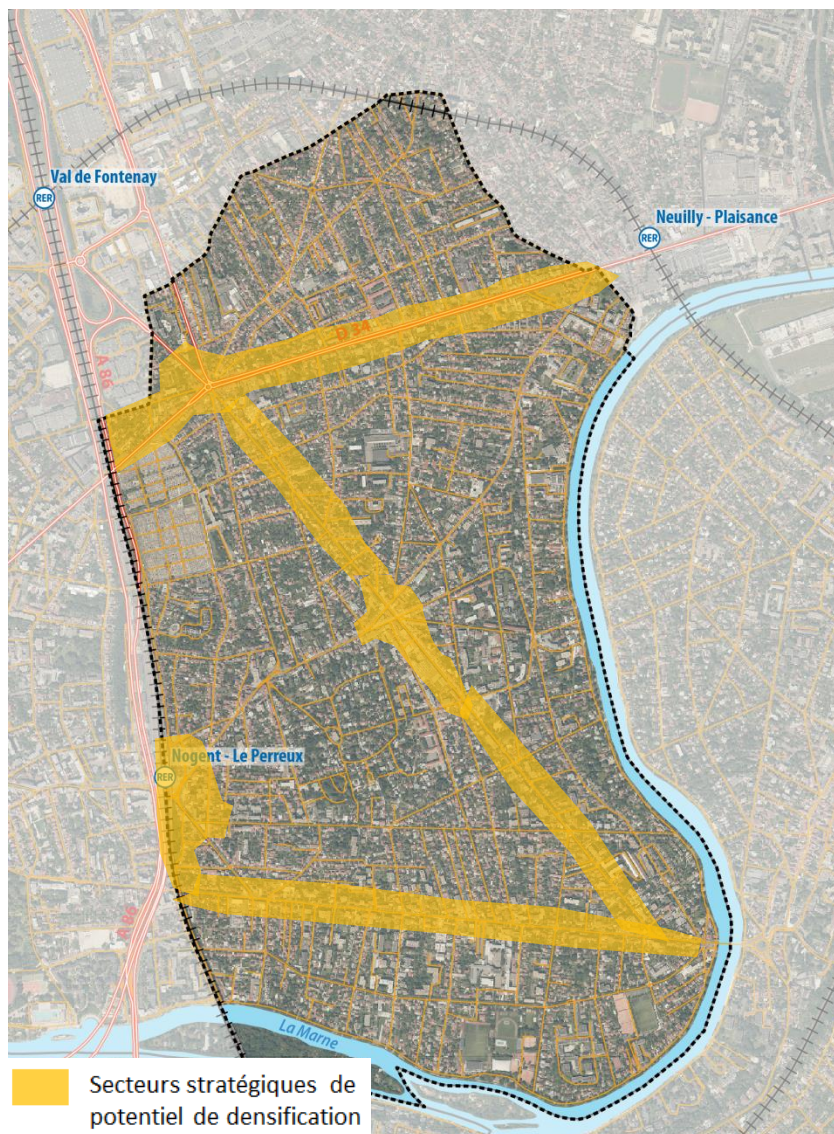 Val de Fontenay
RER
Neuilly - Plaisance
RER
D 34
A 86
Nogent - Le Perreux
RER
A 86
La Marne
Secteurs stratégiques de
potentiel de densification